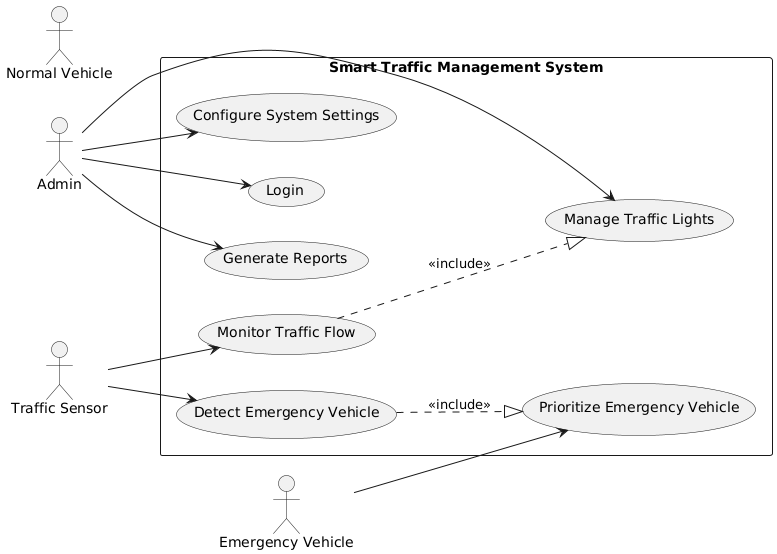 Normal Vehicle
Smart Traffic Management System
Configure System Settings
Admin
Login
Manage Traffic Lights
Generate Reports
«include»
Monitor Traffic Flow
Traffic Sensor
Detect Emergency Vehicle
«include»
Prioritize Emergency Vehicle
Emergency Vehicle